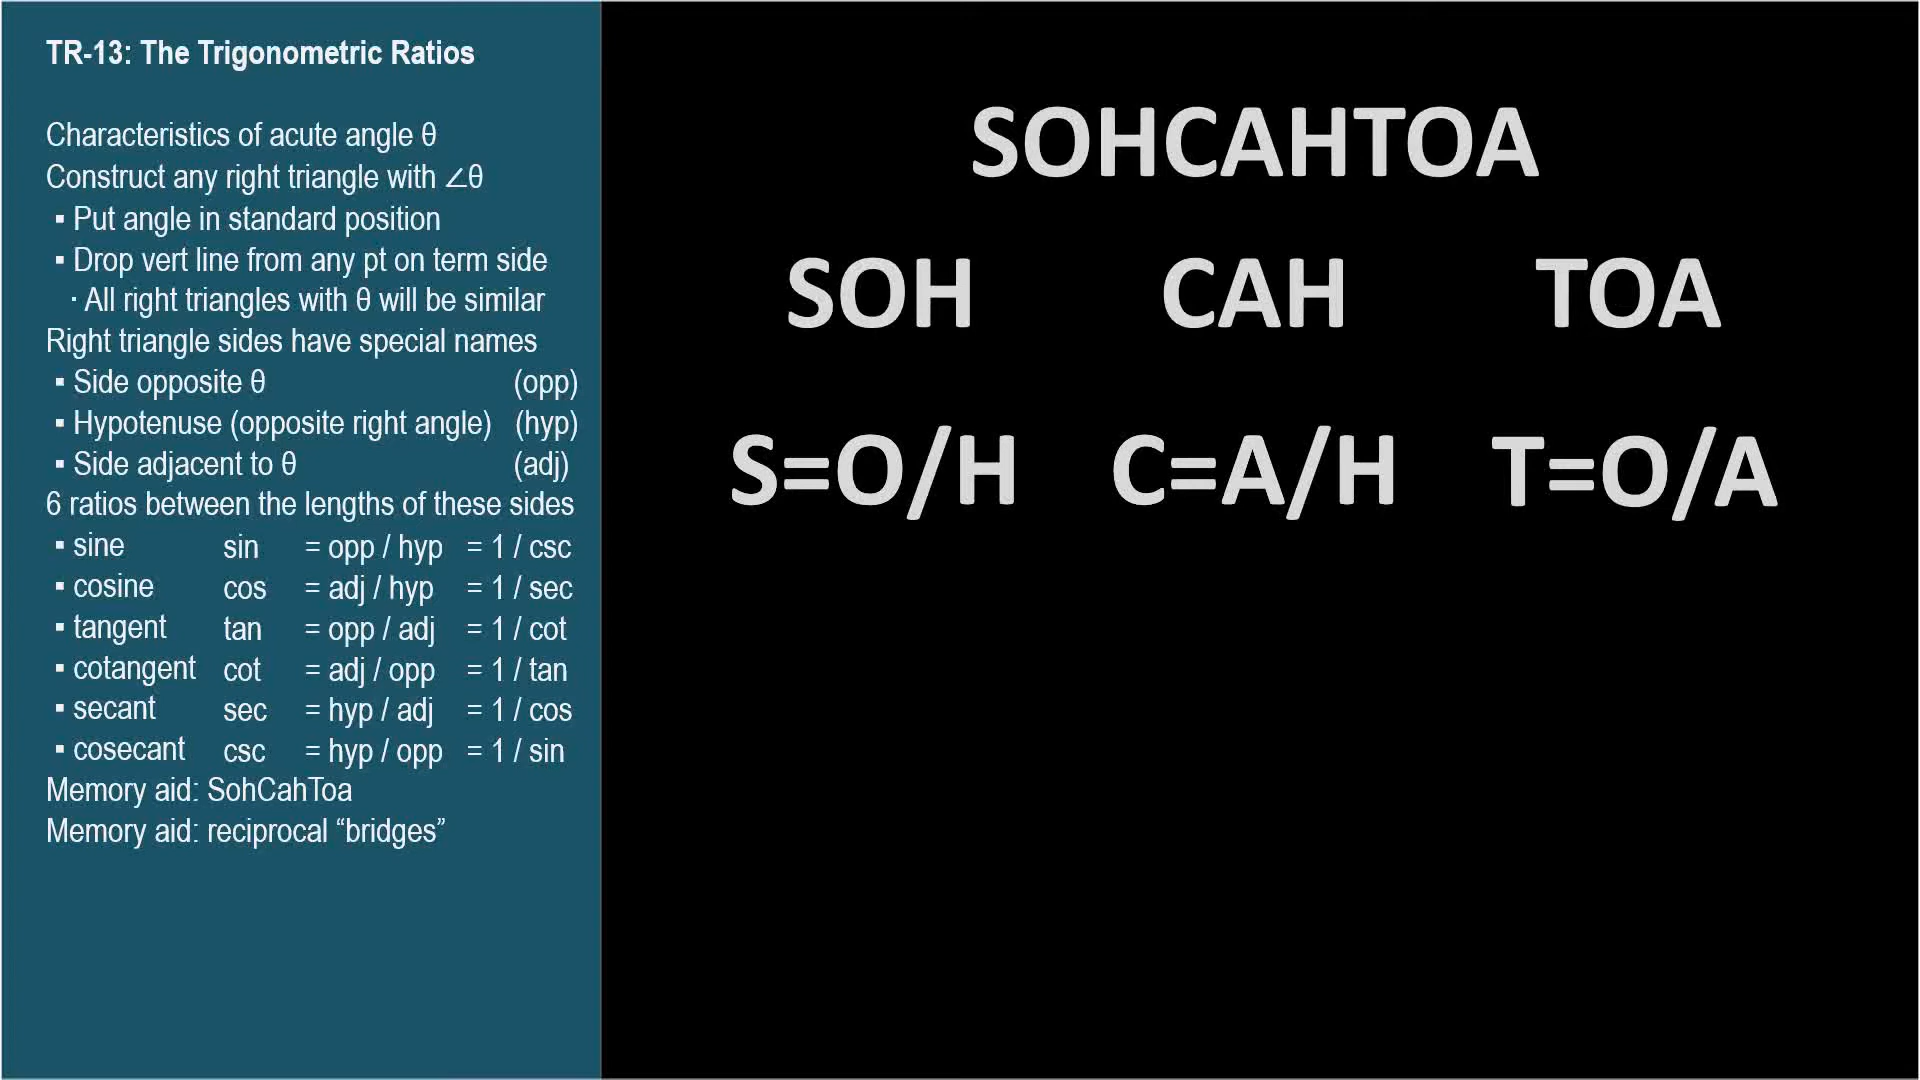 TR-13: The Trigonometric Ratios
Characteristics of acute angle θ
Construct any right triangle with ∠θ
▪ Put angle in standard position
▪ Drop vert line from any pt on term side
· All right triangles with θ will be similar
Right triangle sides have special names
▪ Side opposite θ (opp)
▪ Hypotenuse (opposite right angle) (hyp)
▪ Side adjacent to θ (adj)
6 ratios between the lengths of these sides
▪ sine sin = opp / hyp = 1 / csc
▪ cosine cos = adj / hyp = 1 / sec
▪ tangent tan = opp / adj = 1 / cot
▪ cotangent cot = adj / opp = 1 / tan
▪ secant sec = hyp / adj = 1 / cos
▪ cosecant csc = hyp / opp = 1 / sin
Memory aid: SohCahToa
Memory aid: reciprocal “bridges”
SOHCAHTOA
SOH CAH TOA
S=O/H C=A/H T=O/A